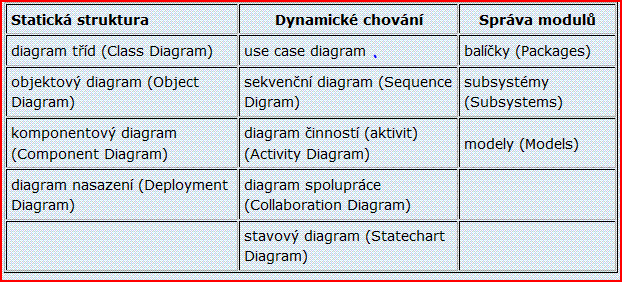 Statická struktura
Dynamické chování
Správa modulů
diagram tříd (Class Diagram)
use case diagram
balíčky (Packages)
objektový diagram (Object
Diagram)
sekvenční diagram (Sequence
Digram)
subsystémy
(Subsystems)
komponentový diagram
(Component Diagram)
diagram činností (aktivit)
(Activity Diagram)
modely (Models)
diagram nasazení (Deployment
Diagram)
diagram spolupráce
(Collaboration Diagram)
stavový diagram (Statechart
Diagram)